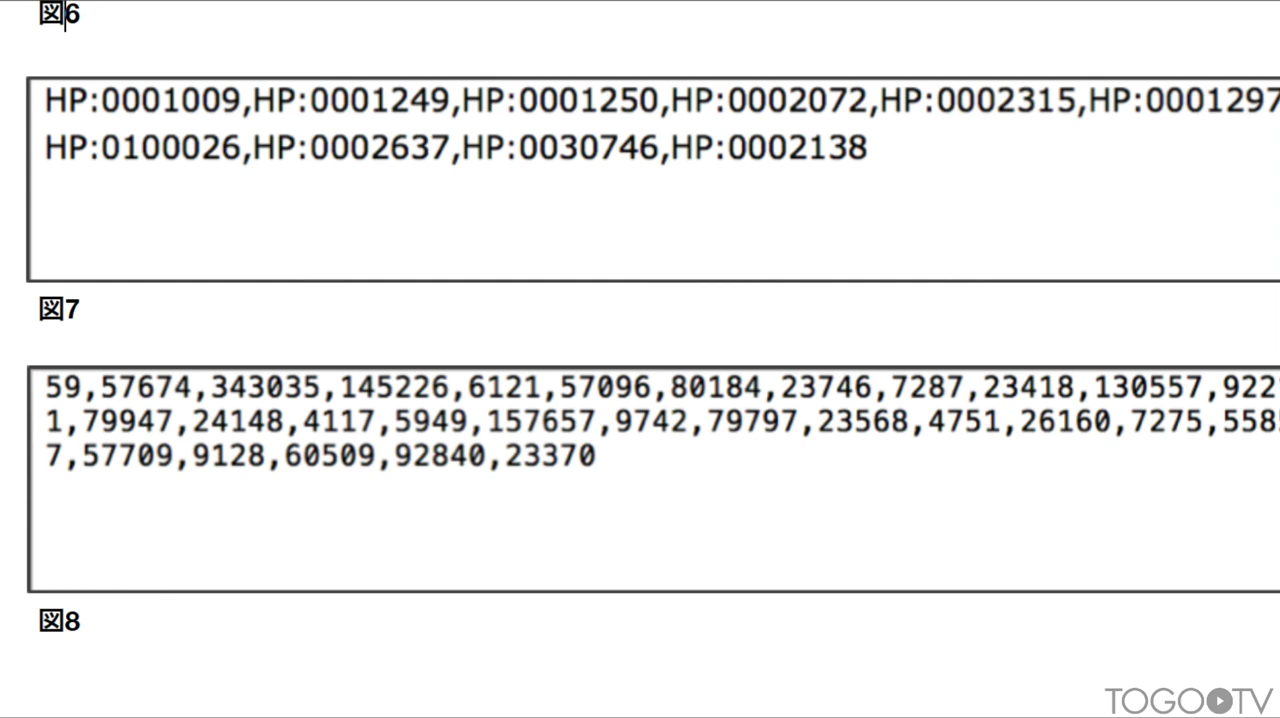 図6
HP:0001009,HP:0001249,HP:0001250,HP:0002072,HP:0002315,HP:0001297
HP:0100026,HP:0002637,HP:0030746,HP:0002138
図7
59,57674,343035,145226,6121,57096,80184,23746,7287,23418,130557,922
1,79947,24148,4117,5949,157657,9742,79797,23568,4751,26160,7275,558
7,57709,9128,60509,92840,23370
図8
TOGOTV